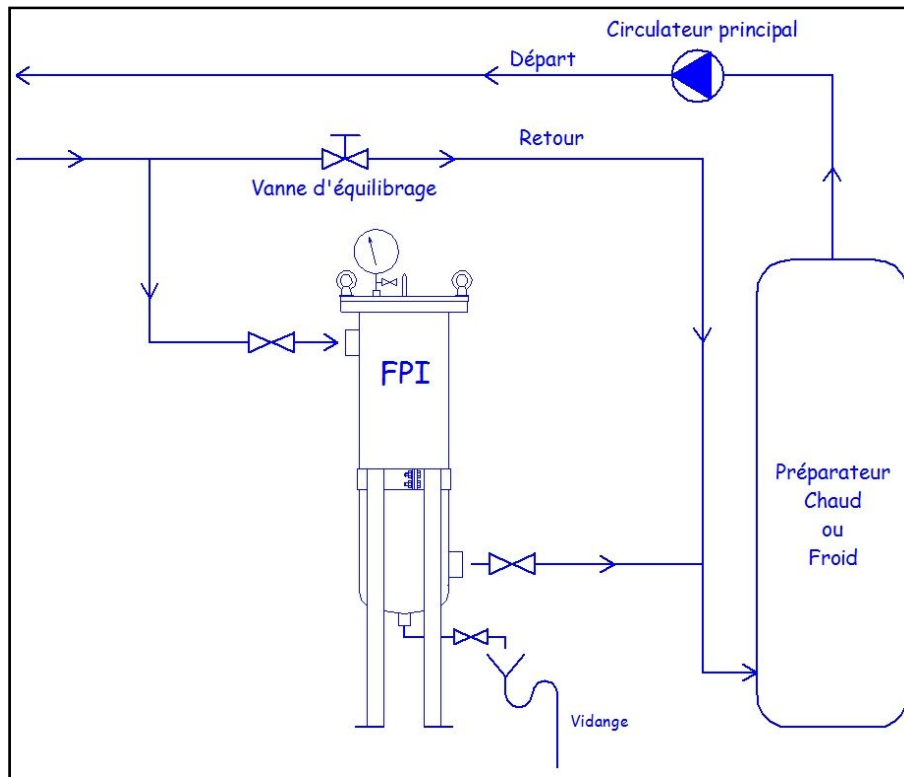 Circulateur principal
Départ
Retour
Vanne d'équilibrage
FPI
Préparateur
Chaud
ou
Froid
Vidange